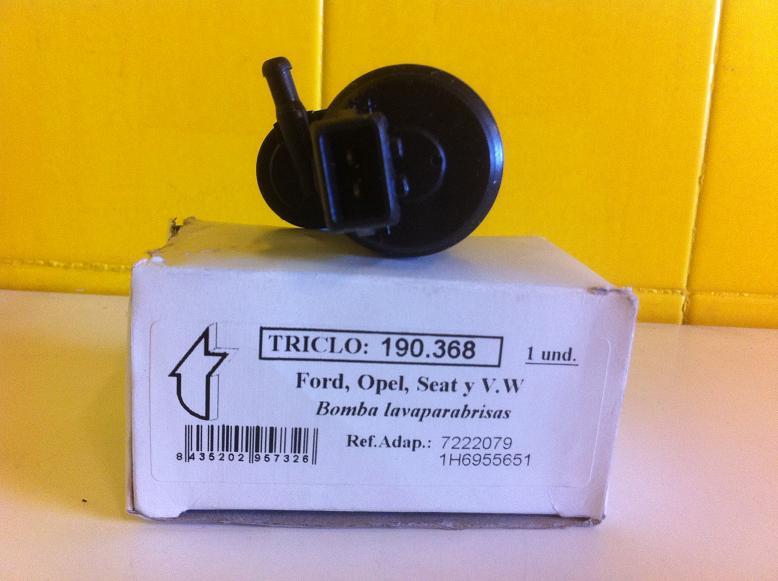 TRICLO: 190.368
1 und.
Ford, Opel, Seat y V.W
Bomba lavaparabrisas
Ref.Adap.: 7222079
1H6955651
8 435202 957326